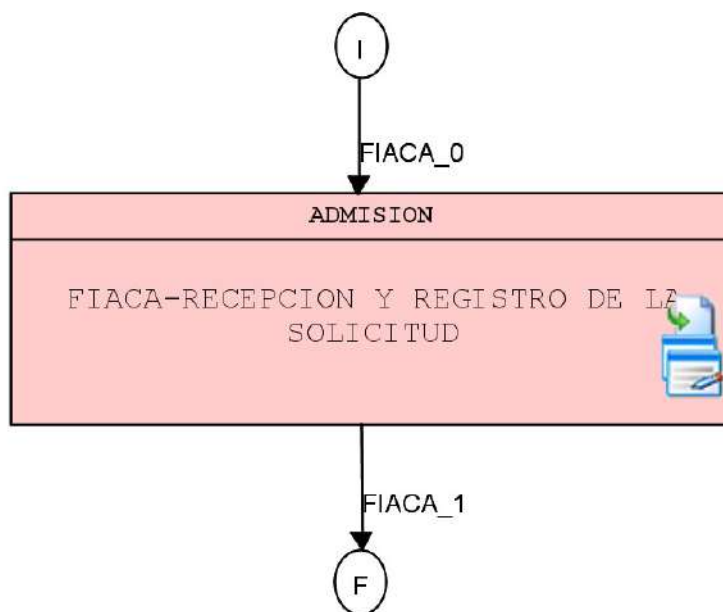 I
FIACA_0
ADMISION
FIACA-RECEPCION Y REGISTRO DE LA
SOLICITUD
FIACA_1
F